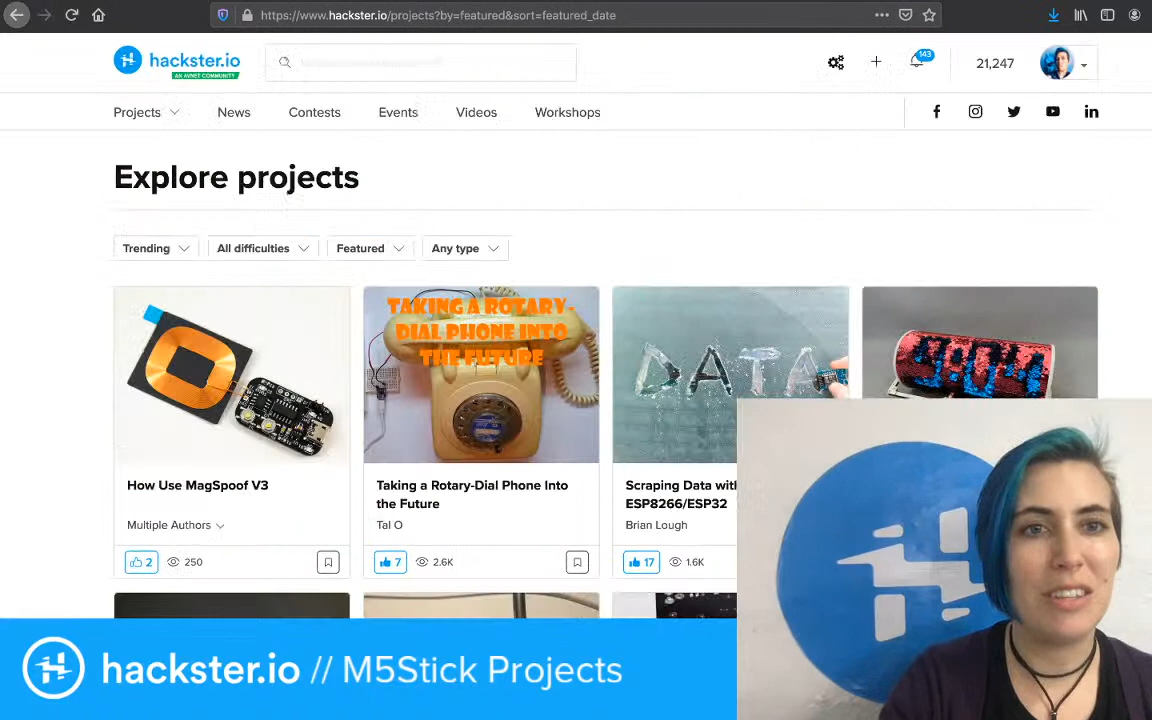 https://www.hackster.io/projects?by=featured&sort=featured_date
hackster.io
AN AVNET COMMUNITY
143
21,247
Projects
News
Contests
Events
Videos
Workshops
Explore projects
Trending
All difficulties
Featured
Any type
TAKING A ROTARY-
DIAL PHONE INTO
THE FUTURE
DATA
9:04
How Use MagSpoof V3
Multiple Authors
2
250
Taking a Rotary-Dial Phone Into
the Future
Tal O
7
2.6K
Scraping Data with
ESP8266/ESP32
Brian Lough
17
1.6K
hackster.io // M5Stick Projects